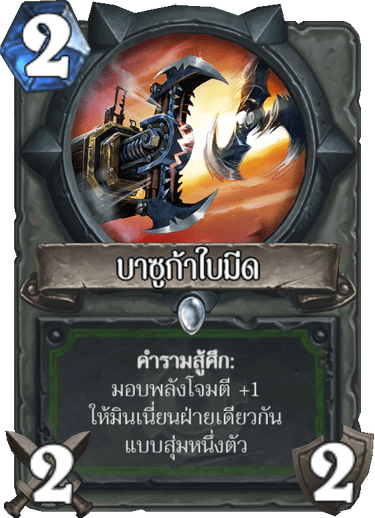 2
บาซูก้าใบมีด
คำรามสู้ศึก:
มอบพลังโจมตี +1
ให้มินเนี่ยนฝ่ายเดียวกัน
แบบสุ่มหนึ่งตัว
2
2